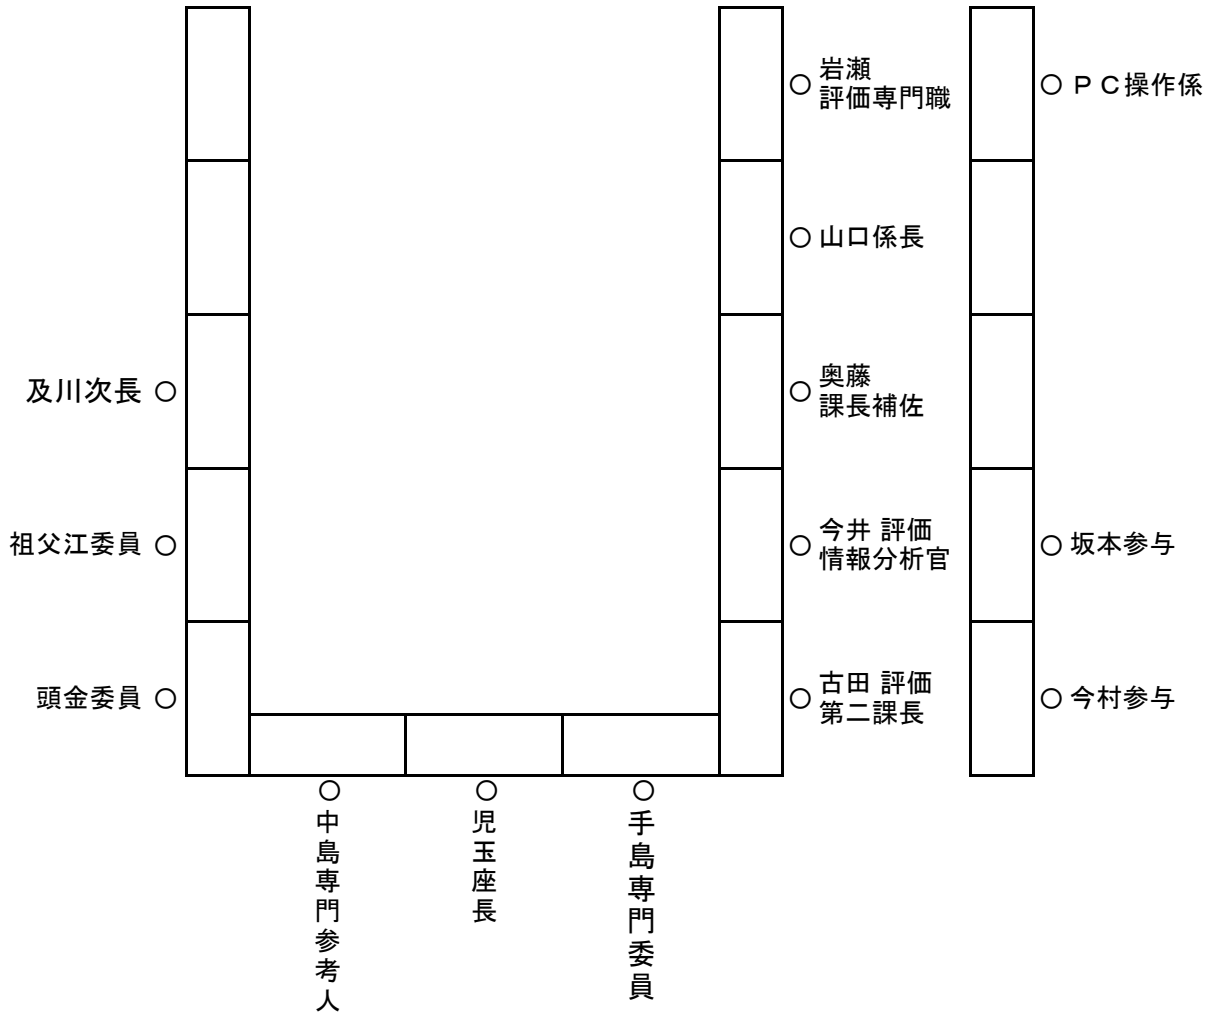 岩瀬
評価専門職
○ ＰＣ操作係
山口係長
及川次長 ○
奥藤
課長補佐
祖父江委員 ○
今井 評価
情報分析官
○ 坂本参与
頭金委員 ○
古田 評価
第二課長
○ 今村参与
中島専門参考人
児玉座長
手島専門委員